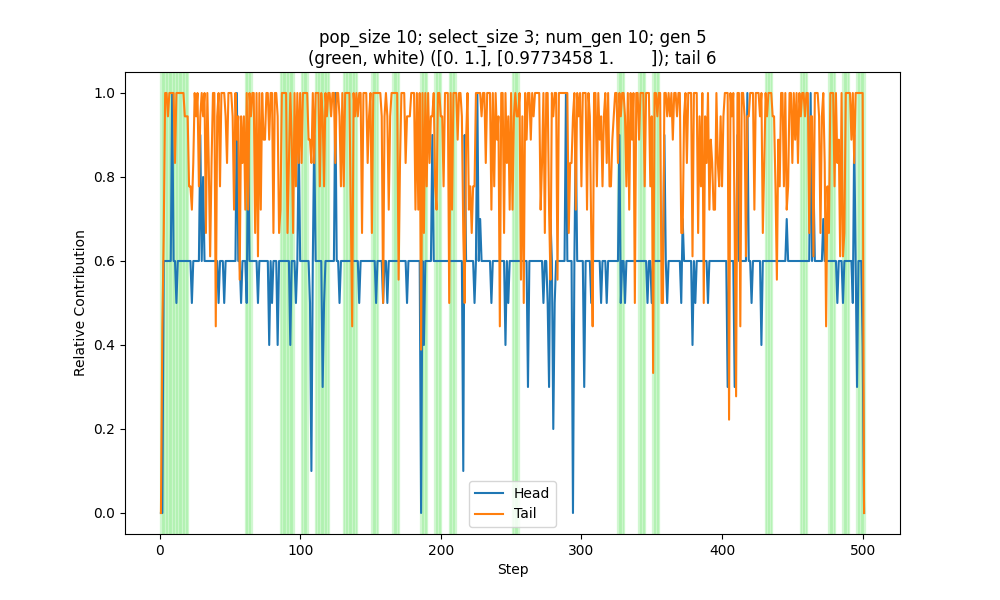 pop_size 10; select_size 3; num_gen 10; gen 5
(green, white) ([0. 1.], [0.9773458 1.        ]); tail 6
1.0
0.8
0.6
0.4
0.2
0.0
Relative Contribution
Head
Tail
0
100
200
300
400
500
Step